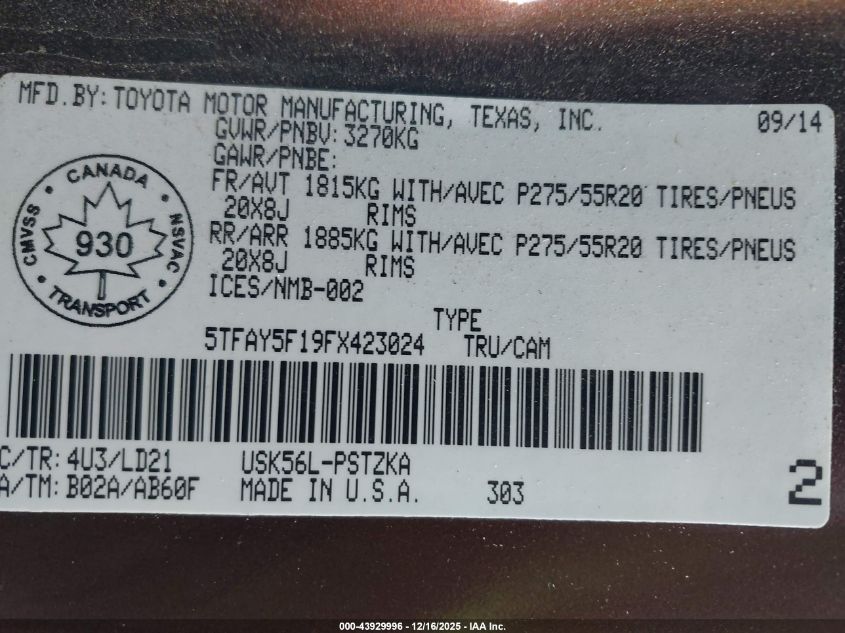 MFD.BY: TOYOTA MOTOR MANUFACTURING, TEXAS, INC. 09/14
GVWR/PNBV: 3270KG
GAWR/PNBE:
FR/AVT 1815KG WITH/AVEC P275/55R20 TIRES/PNEUS
20X8J RIMS
RR/ARR 1885KG WITH/AVEC P275/55R20 TIRES/PNEUS
20X8J RIMS
ICES/NMB-002
CANADA
CMVSS
930
NSVAC
TRANSPORT
TYPE
5TFAY5F19FX423024 TRU/CAM
C/TR: 4U3/LD21 USK56L-PSTZKA
A/TM: B02A/AB60F MADE IN U.S.A. 303
2
000-43929996 - 12/16/2025 - IAA Inc.